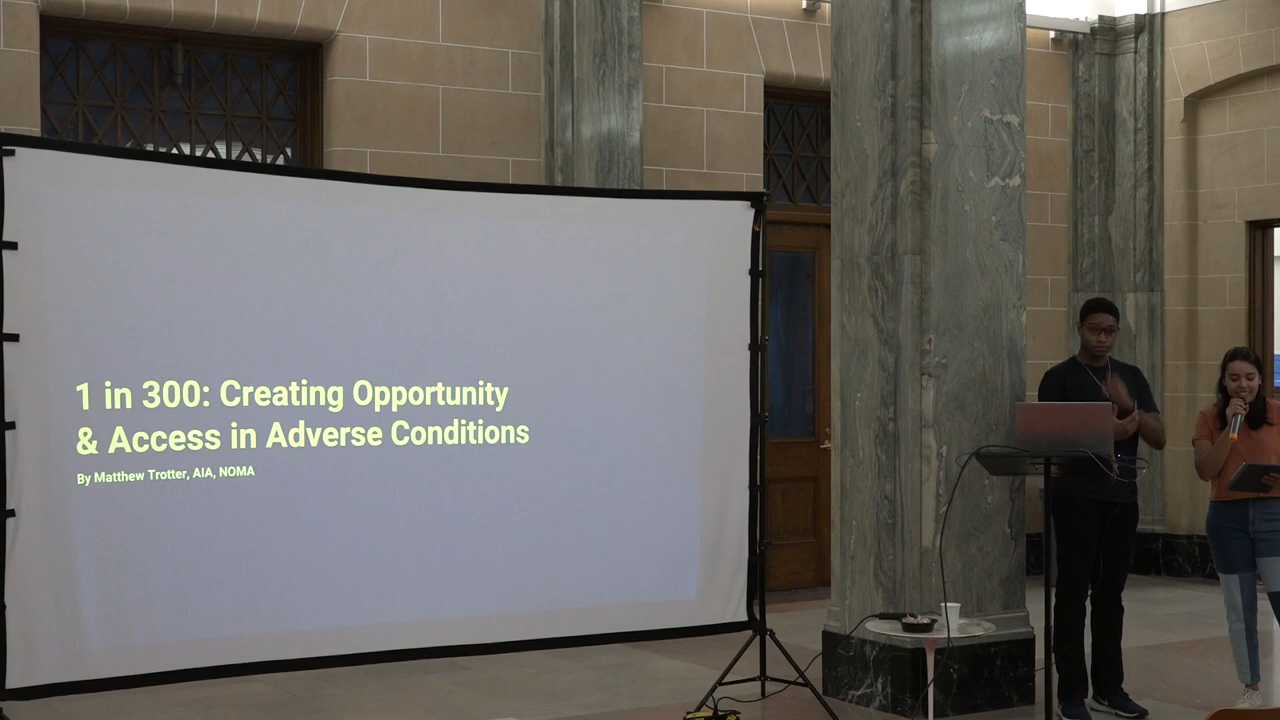 1 in 300: Creating Opportunity
& Access in Adverse Conditions
By Matthew Trotter, AIA, NOMA